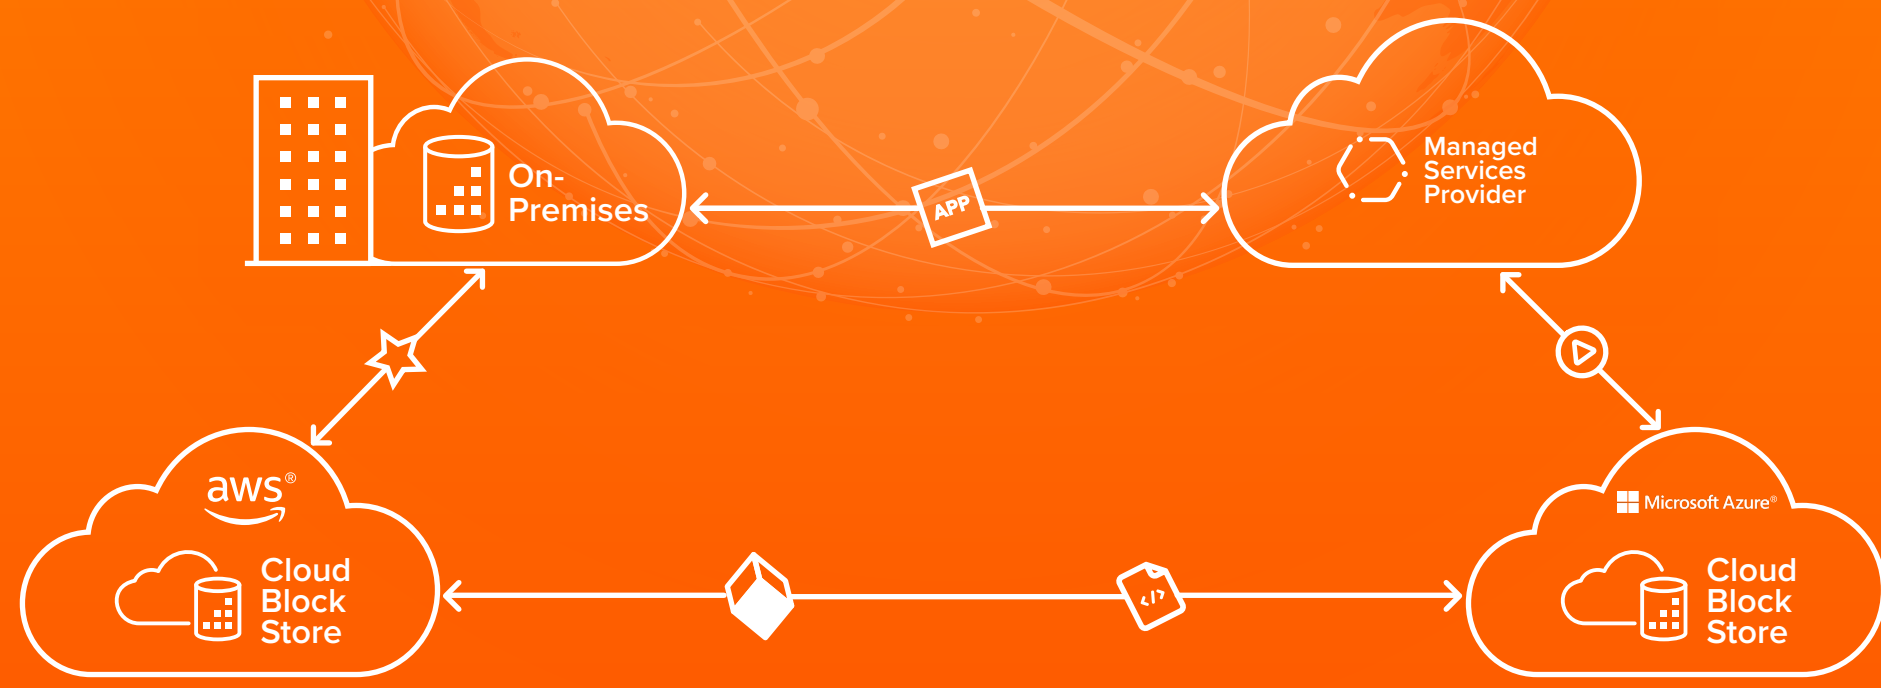 On-
Premises
APP
Managed
Services
Provider
aws®
Cloud
Block
Store
</>
Microsoft Azure®
Cloud
Block
Store